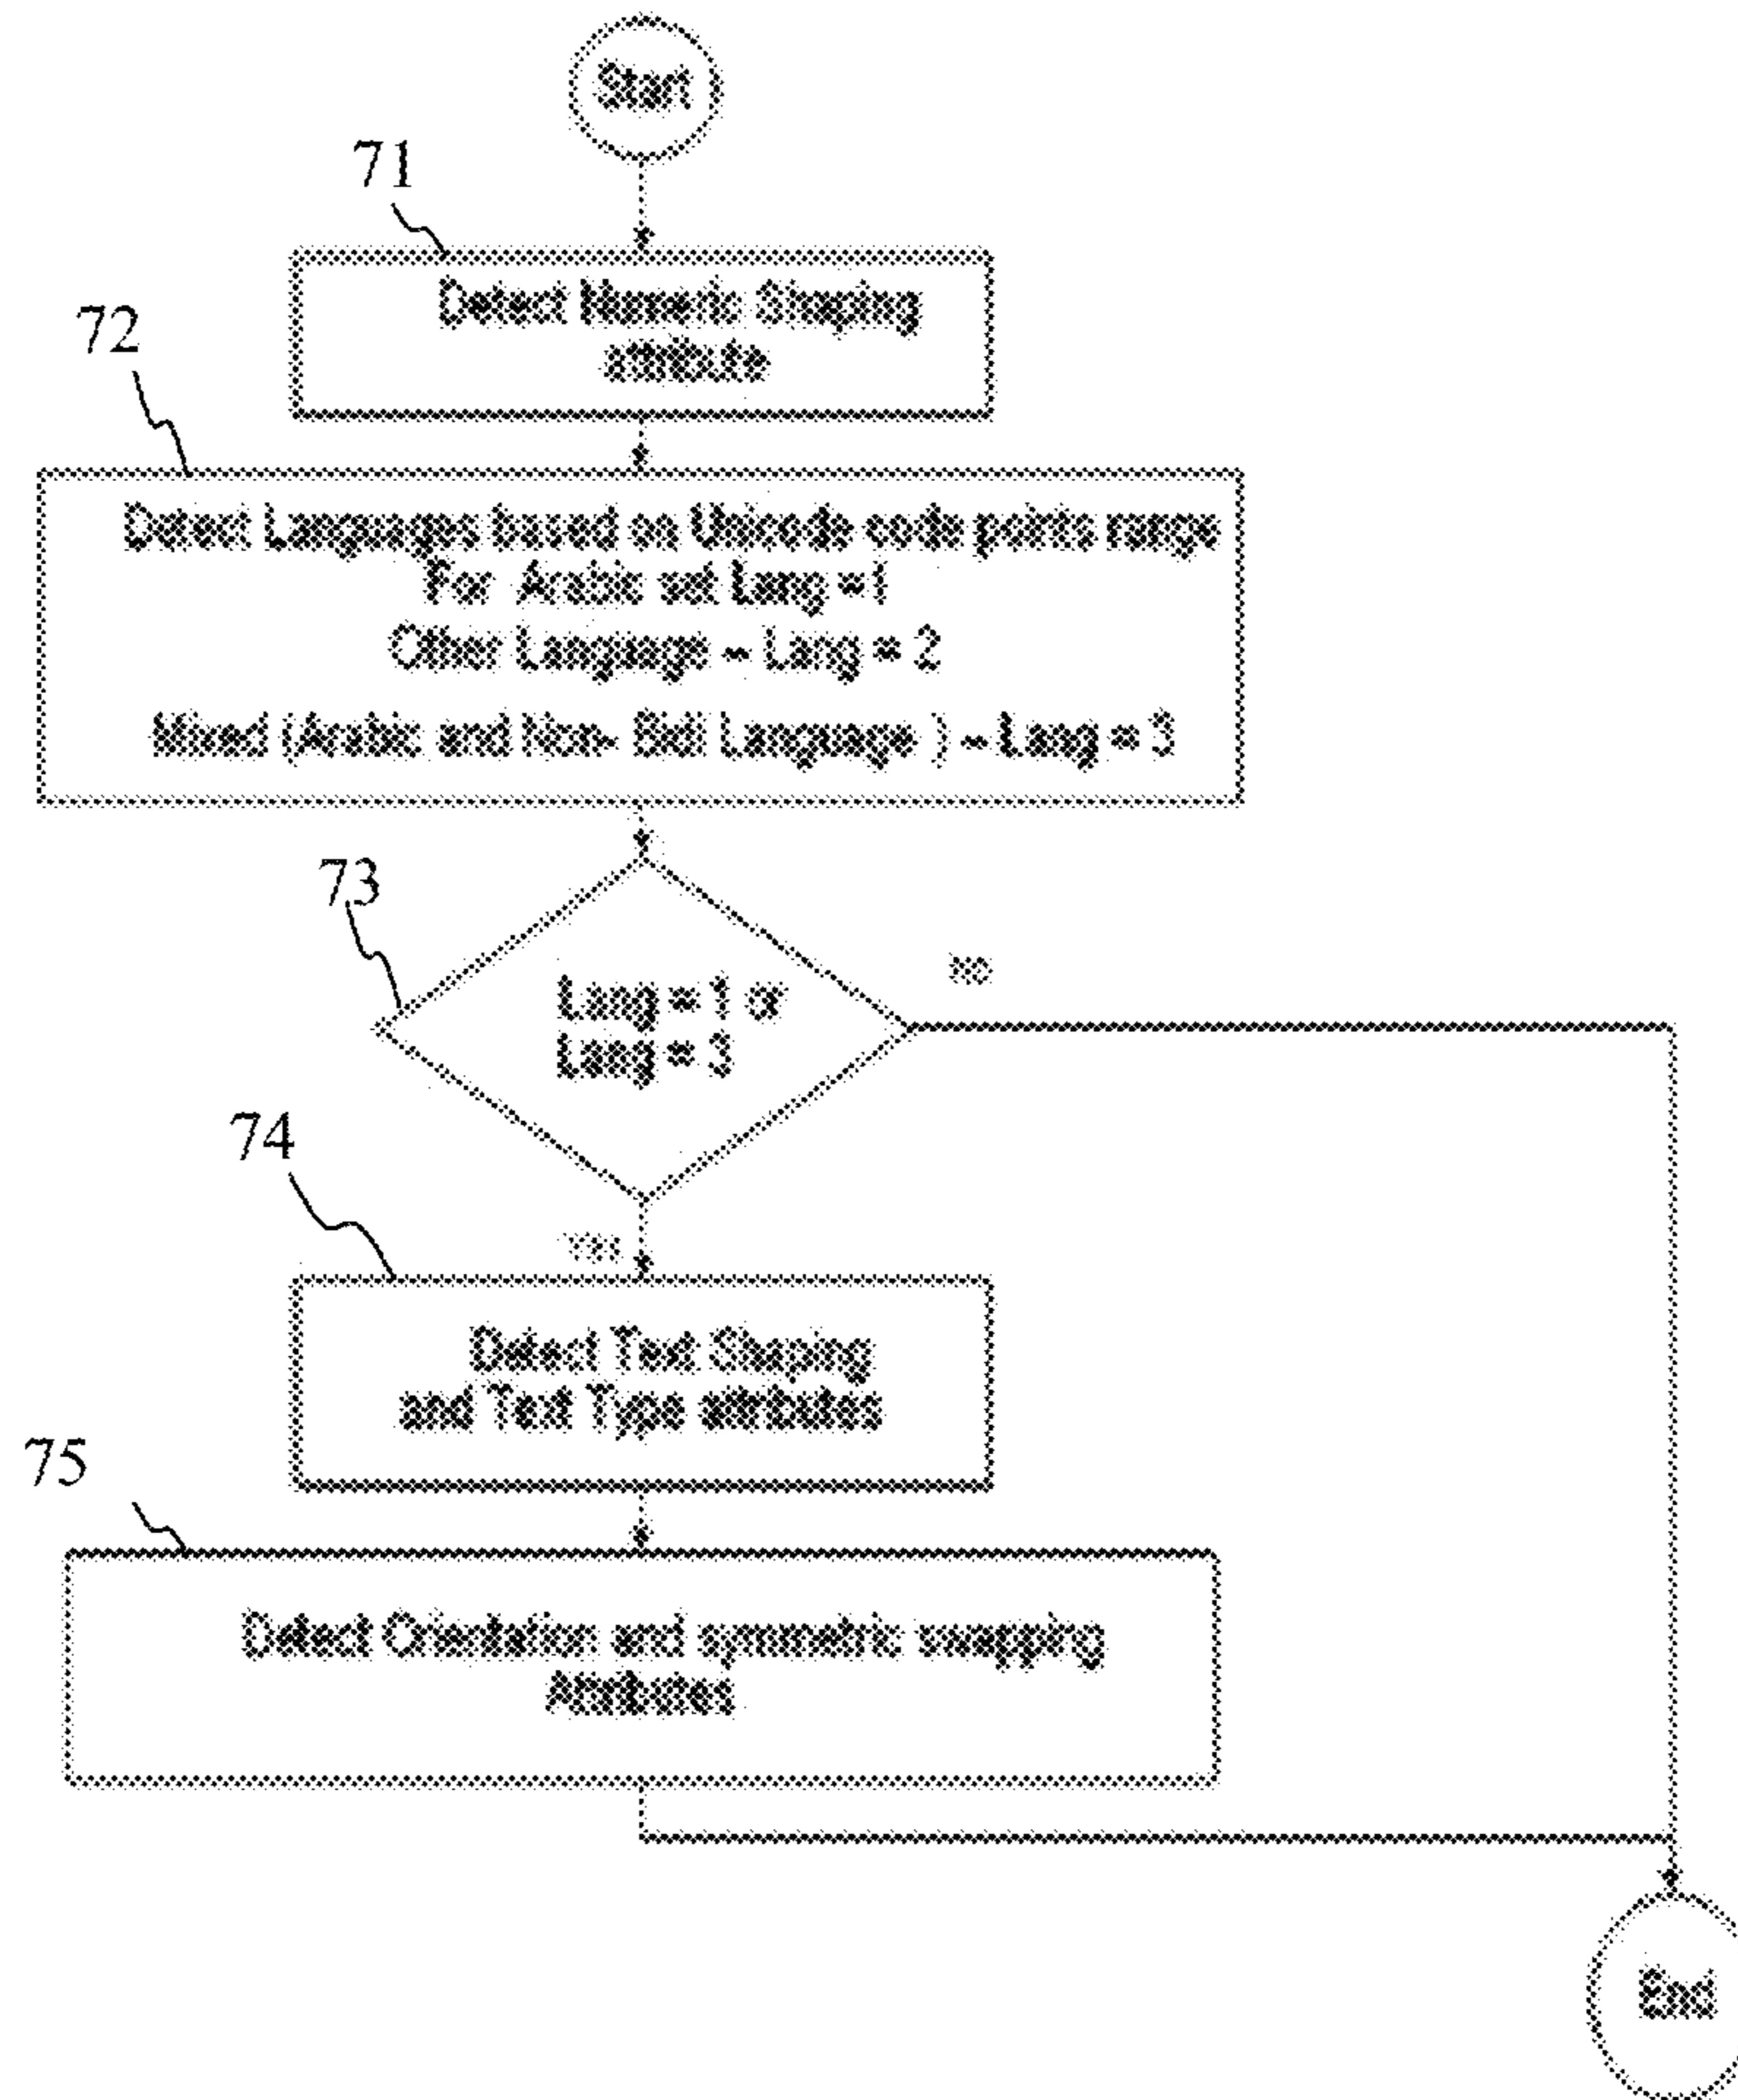 Start
71
Detect Numeric Shaping
attribute
72
Detect Languages based on Unicode code points range
For Arabic set Lang = 1
Other Language – Lang = 2
Mixed (Arabic and Non- Bidi Language ) – Lang = 3
73
Lang = 1 or
Lang = 3
NO
74
YES
Detect Text Shaping
and Text Type attributes
75
Detect Orientation and symmetric swapping
Attributes
End